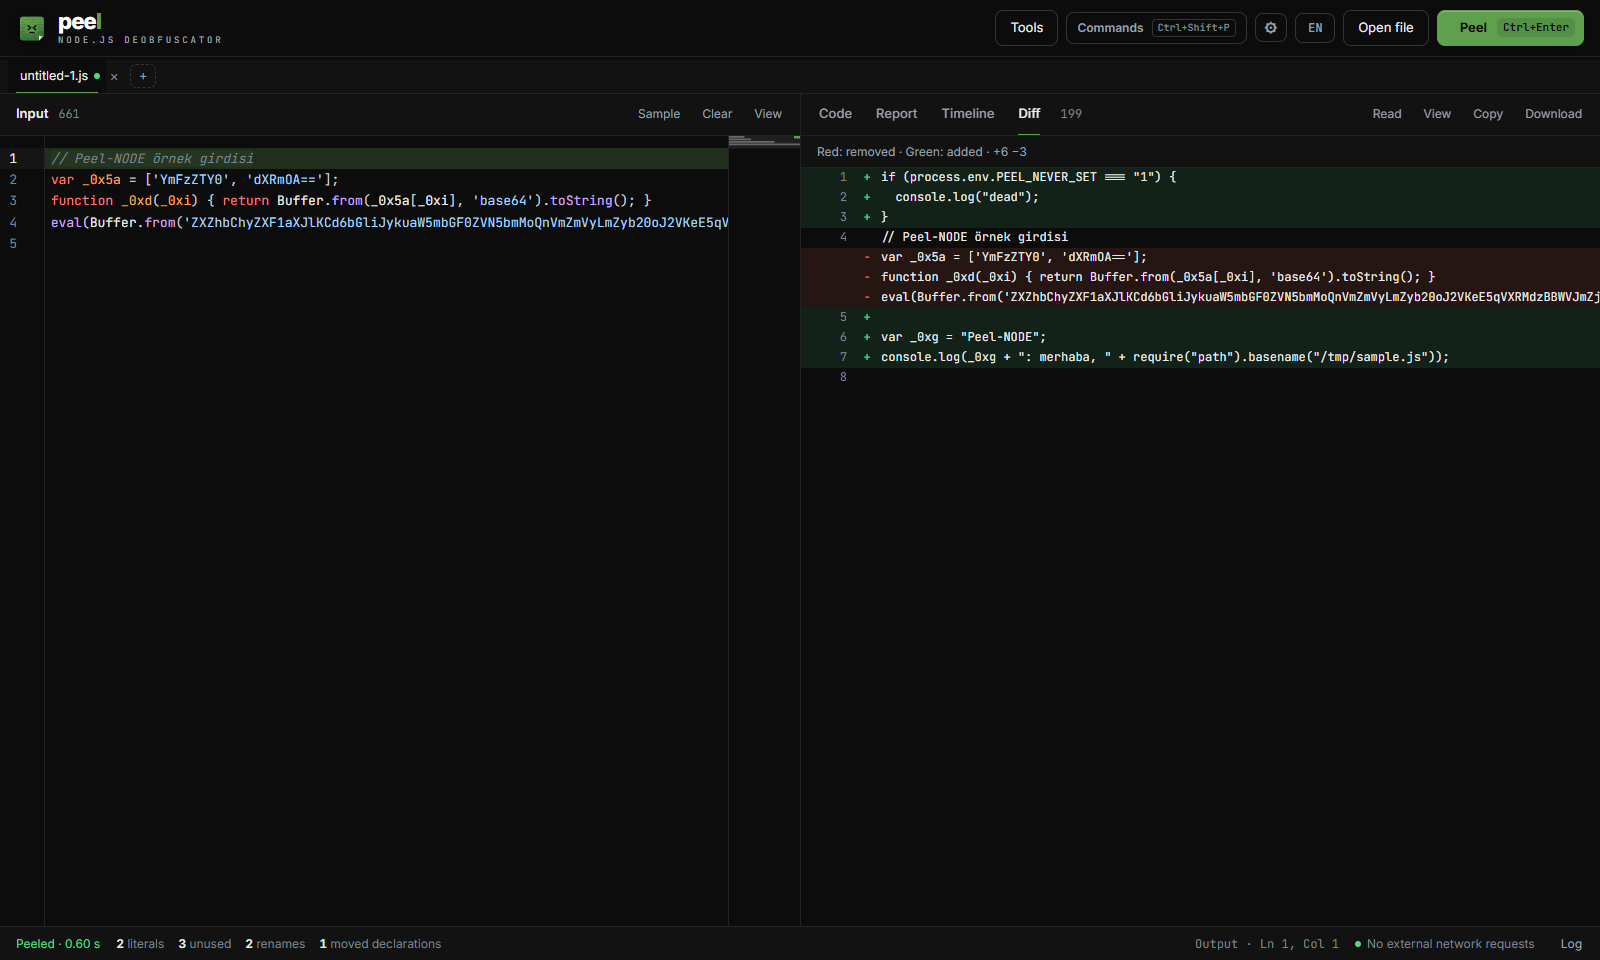 peel
NODE.JS DEOBFUSCATOR
Tools
Commands Ctrl+Shift+P
EN
Open file
Peel Ctrl+Enter
untitled-1.js
Input 661
Sample Clear View
1 // Peel-NODE örnek girdisi
2 var _0x5a = ['YmFzZTY0', 'dXRmOA=='];
3 function _0xd(_0xi) { return Buffer.from(_0x5a[_0xi], 'base64').toString(); }
4 eval(Buffer.from('ZXZhbChyZXF1aXJlKCd6bGliJykuaW5mbGF0ZVN5bmMoQnVmZmVyLmZyb20oJ2VKeE5qV
5
Code Report Timeline Diff 199
Read View Copy Download
Red: removed · Green: added · +6 −3
1 + if (process.env.PEEL_NEVER_SET === "1") {
2 + console.log("dead");
3 + }
4 // Peel-NODE örnek girdisi
- var _0x5a = ['YmFzZTY0', 'dXRmOA=='];
- function _0xd(_0xi) { return Buffer.from(_0x5a[_0xi], 'base64').toString(); }
- eval(Buffer.from('ZXZhbChyZXF1aXJlKCd6bGliJykuaW5mbGF0ZVN5bmMoQnVmZmVyLmZyb20oJ2VKeE5qVXRMdzBBWVJmZj
5 +
6 + var _0xg = "Peel-NODE";
7 + console.log(_0xg + ": merhaba, " + require("path").basename("/tmp/sample.js"));
8
Peeled · 0.60 s 2 literals 3 unused 2 renames 1 moved declarations
Output · Ln 1, Col 1 No external network requests Log